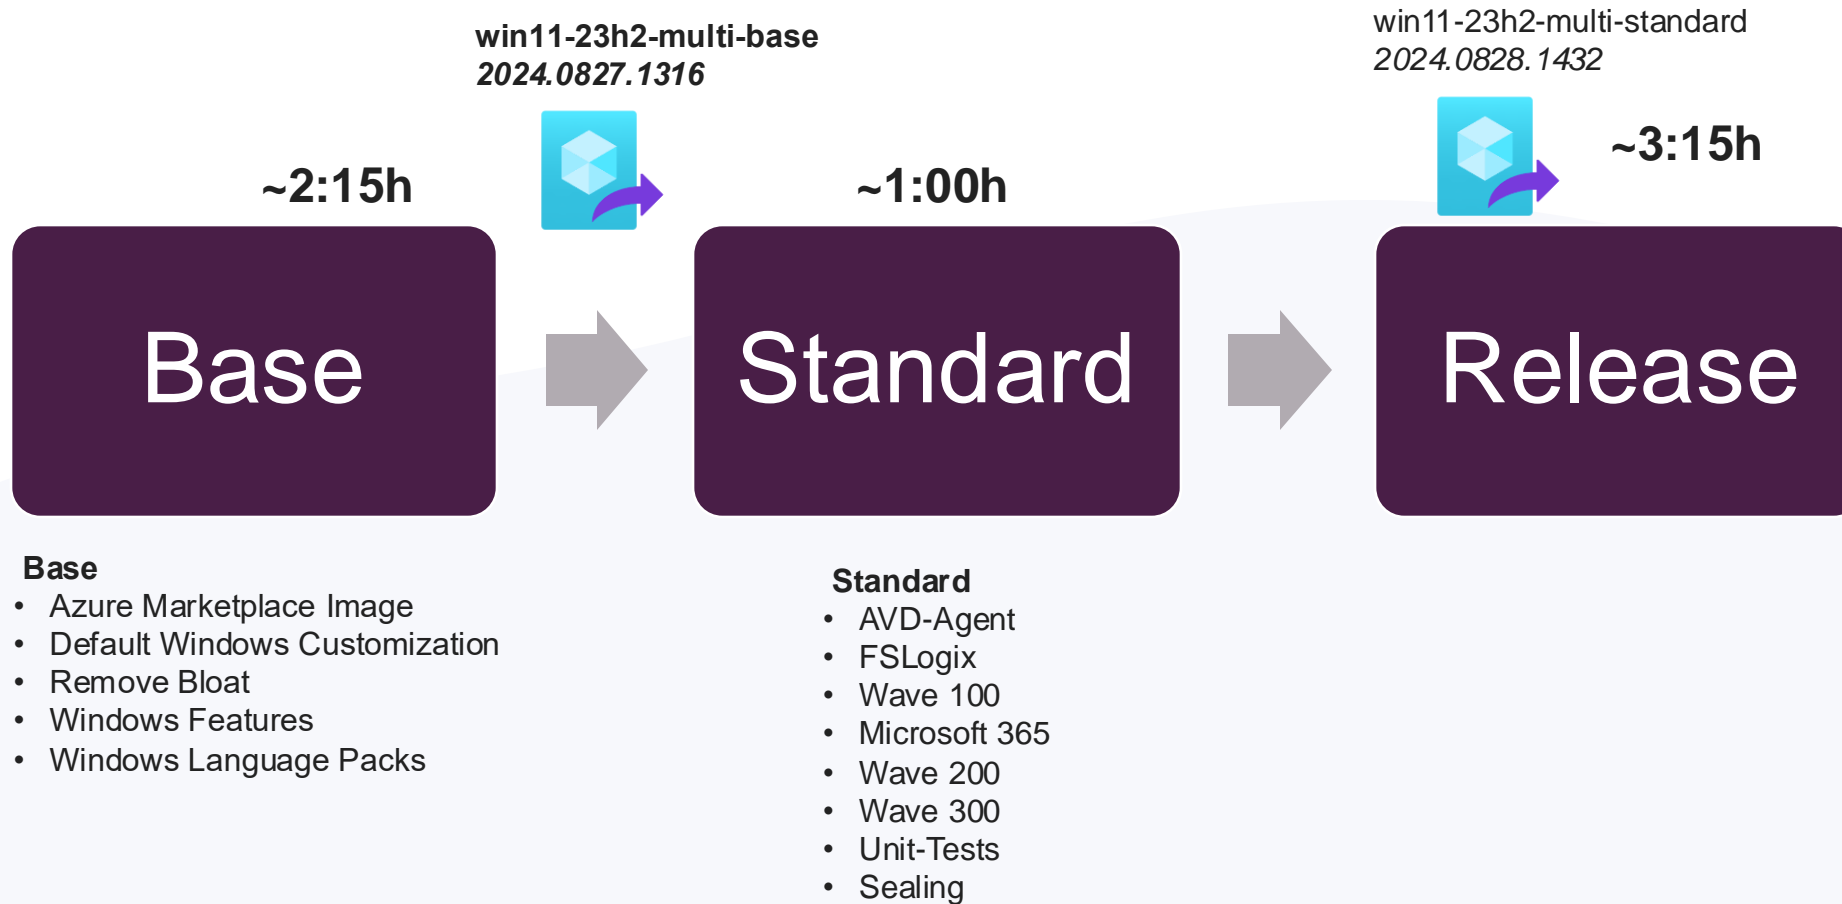 win11-23h2-multi-base
2024.0827.1316
win11-23h2-multi-standard
2024.0828.1432
~2:15h
~1:00h
~3:15h
Base
Standard
Release
Base
• Azure Marketplace Image
• Default Windows Customization
• Remove Bloat
• Windows Features
• Windows Language Packs
Standard
• AVD-Agent
• FSLogix
• Wave 100
• Microsoft 365
• Wave 200
• Wave 300
• Unit-Tests
• Sealing